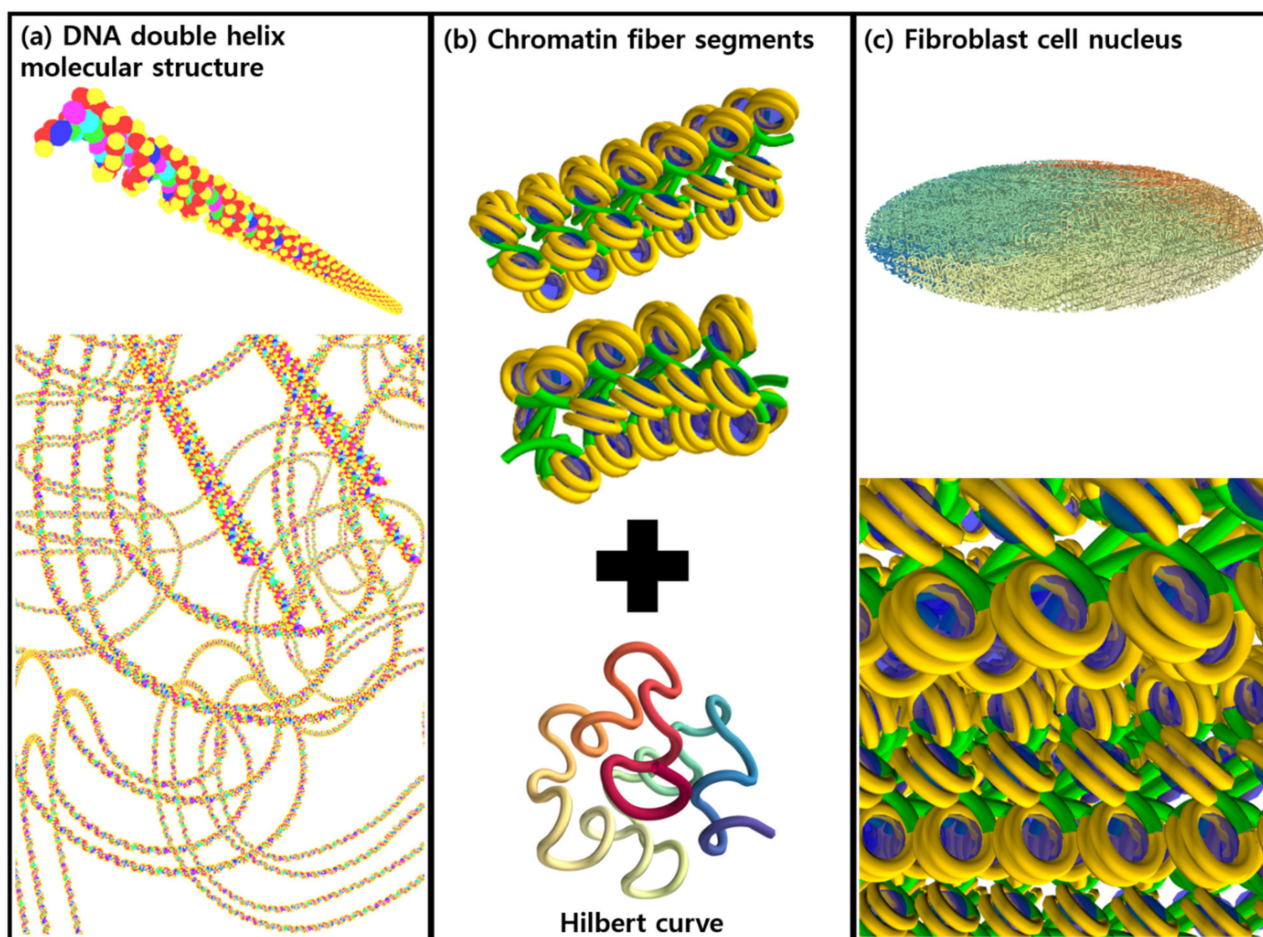 (a) DNA double helix
molecular structure
(b) Chromatin fiber segments
Hilbert curve
(c) Fibroblast cell nucleus